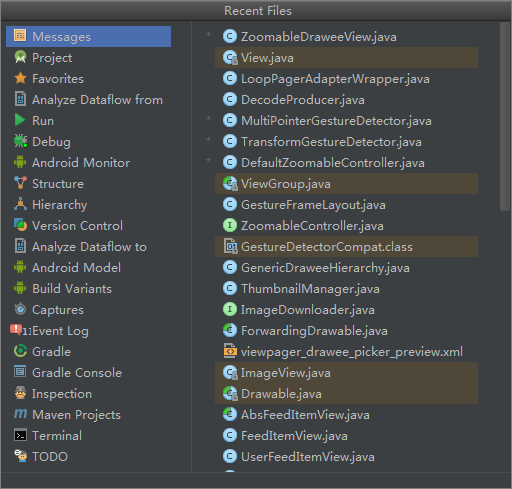 Recent Files
Messages
Project
Favorites
Analyze Dataflow from
Run
Debug
Android Monitor
Structure
Hierarchy
Version Control
Analyze Dataflow to
Android Model
Build Variants
Captures
Event Log
Gradle
Gradle Console
Inspection
Maven Projects
Terminal
TODO
ZoomableDraweeView.java
View.java
LoopPagerAdapterWrapper.java
DecodeProducer.java
MultiPointerGestureDetector.java
TransformGestureDetector.java
DefaultZoomableController.java
ViewGroup.java
GestureFrameLayout.java
ZoomableController.java
GestureDetectorCompat.class
GenericDraweeHierarchy.java
ThumbnailManager.java
ImageDownloader.java
ForwardingDrawable.java
viewpager_drawee_picker_preview.xml
ImageView.java
Drawable.java
AbsFeedItemView.java
FeedItemView.java
UserFeedItemView.java